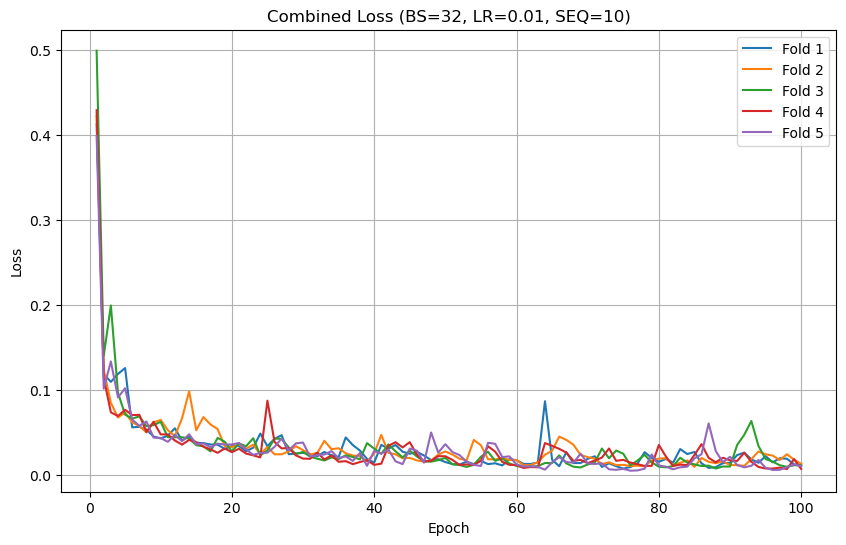 Combined Loss (BS=32, LR=0.01, SEQ=10)
Fold 1
Fold 2
Fold 3
Fold 4
Fold 5
Loss
0.5
0.4
0.3
0.2
0.1
0.0
0 20 40 60 80 100
Epoch